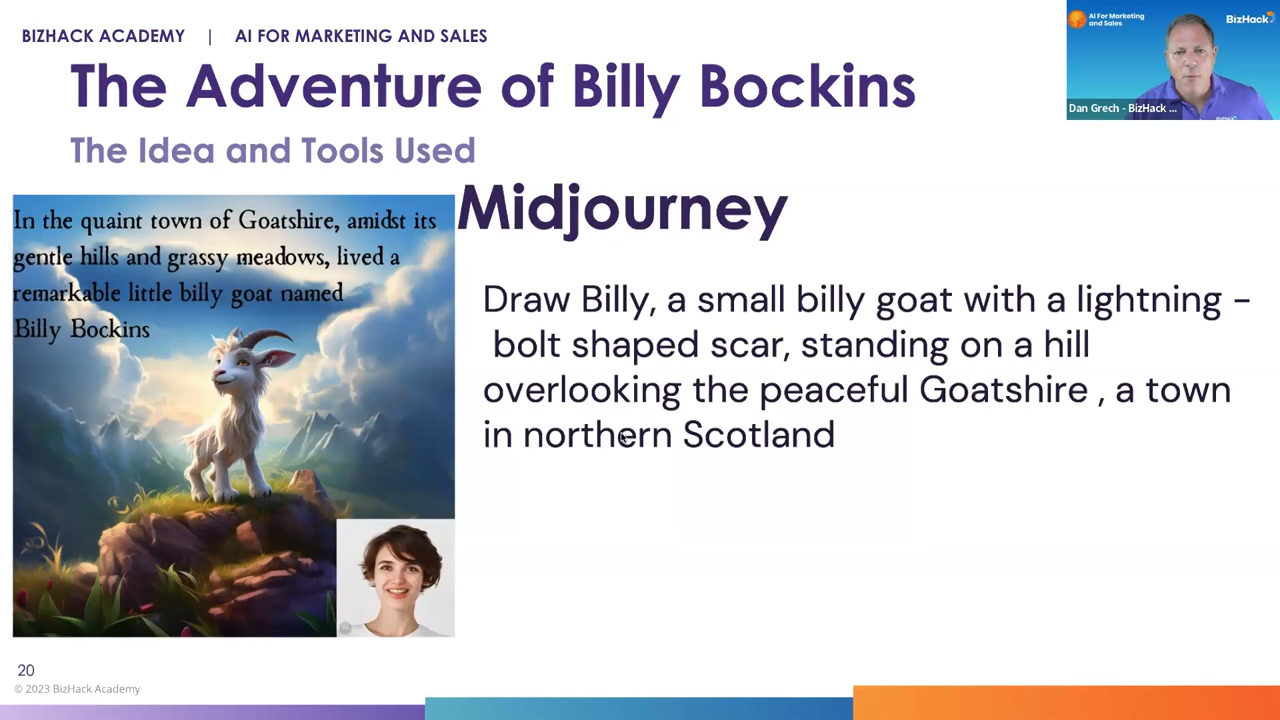 BIZHACK ACADEMY | AI FOR MARKETING AND SALES
The Adventure of Billy Bockins
The Idea and Tools Used
AI For Marketing
and Sales
BizHack
Dan Grech - BizHack ...
In the quaint town of Goatshire, amidst its
gentle hills and grassy meadows, lived a
remarkable little billy goat named
Billy Bockins
Midjourney
Draw Billy, a small billy goat with a lightning -
bolt shaped scar, standing on a hill
overlooking the peaceful Goatshire , a town
in northern Scotland
20
© 2023 BizHack Academy